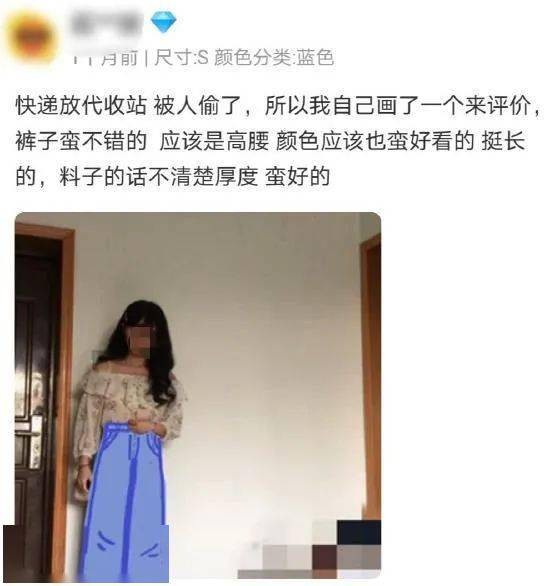 月前 | 尺寸:S 颜色分类:蓝色
快递放代收站 被人偷了，所以我自己画了一个来评价，
裤子蛮不错的 应该是高腰 颜色应该也蛮好看的 挺长
的，料子的话不清楚厚度 蛮好的